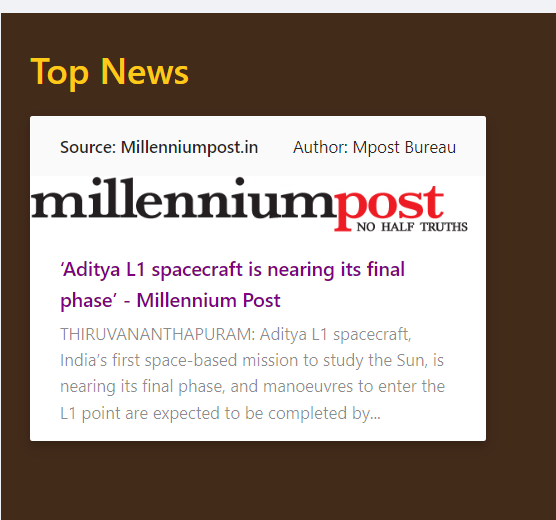 Top News
Source: Millenniumpost.in Author: Mpost Bureau
millenniumpost
NO HALF TRUTHS
‘Aditya L1 spacecraft is nearing its final
phase’ - Millennium Post
THIRUVANANTHAPURAM: Aditya L1 spacecraft,
India’s first space-based mission to study the Sun, is
nearing its final phase, and manoeuvres to enter the
L1 point are expected to be completed by...